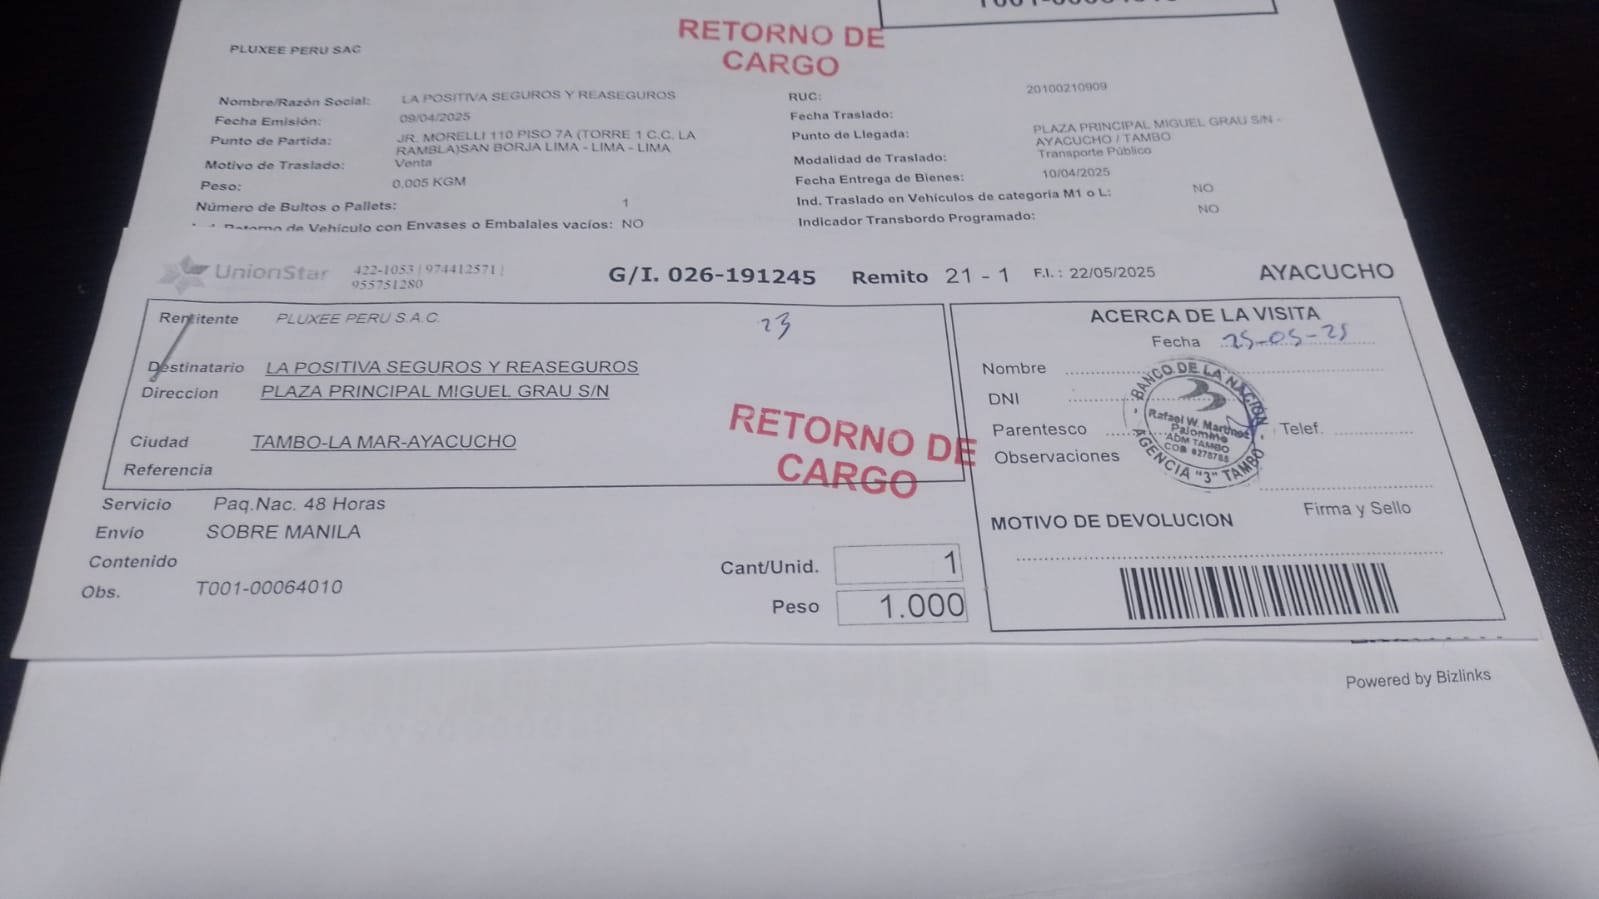 RETORNO DE
CARGO
PLUXEE PERU SAC
Nombre/Razón Social: LA POSITIVA SEGUROS Y REASEGUROS
Fecha Emisión: 09/04/2025
Punto de Partida: JR. MORELLI 110 PISO 7A (TORRE 1 C.C. LA
RAMBLA)SAN BORJA LIMA - LIMA - LIMA
Motivo de Traslado: Venta
Peso: 0.005 KGM
Número de Bultos o Pallets: 1
Retorno de Vehículo con Envases o Embalajes vacíos: NO
RUC: 20100210909
Fecha Traslado:
Punto de Llegada: PLAZA PRINCIPAL MIGUEL GRAU S/N -
AYACUCHO / TAMBO
Modalidad de Traslado: Transporte Público
Fecha Entrega de Bienes: 10/04/2025
Ind. Traslado en Vehículos de categoría M1 o L: NO
Indicador Transbordo Programado: NO
UnionStar 422-1053 | 974412571 |
955751280
G/I. 026-191245 Remito 21 - 1 F.I. : 22/05/2025 AYACUCHO
Remitente PLUXEE PERU S.A.C.
23
Destinatario LA POSITIVA SEGUROS Y REASEGUROS
Direccion PLAZA PRINCIPAL MIGUEL GRAU S/N
Ciudad TAMBO-LA MAR-AYACUCHO
Referencia
RETORNO DE
CARGO
Servicio Paq.Nac. 48 Horas
Envío SOBRE MANILA
Contenido
Obs. T001-00064010
Cant/Unid. 1
Peso 1.000
ACERCA DE LA VISITA
Fecha 25-05-25
Nombre
DNI
Parentesco
Telef.
Observaciones
BANCO DE LA NACION
Rafael W. Martinez
Palomino
ADM TAMBO
COB #278785
AGENCIA "3" TAMBO
Firma y Sello
MOTIVO DE DEVOLUCION
Powered by Bizlinks